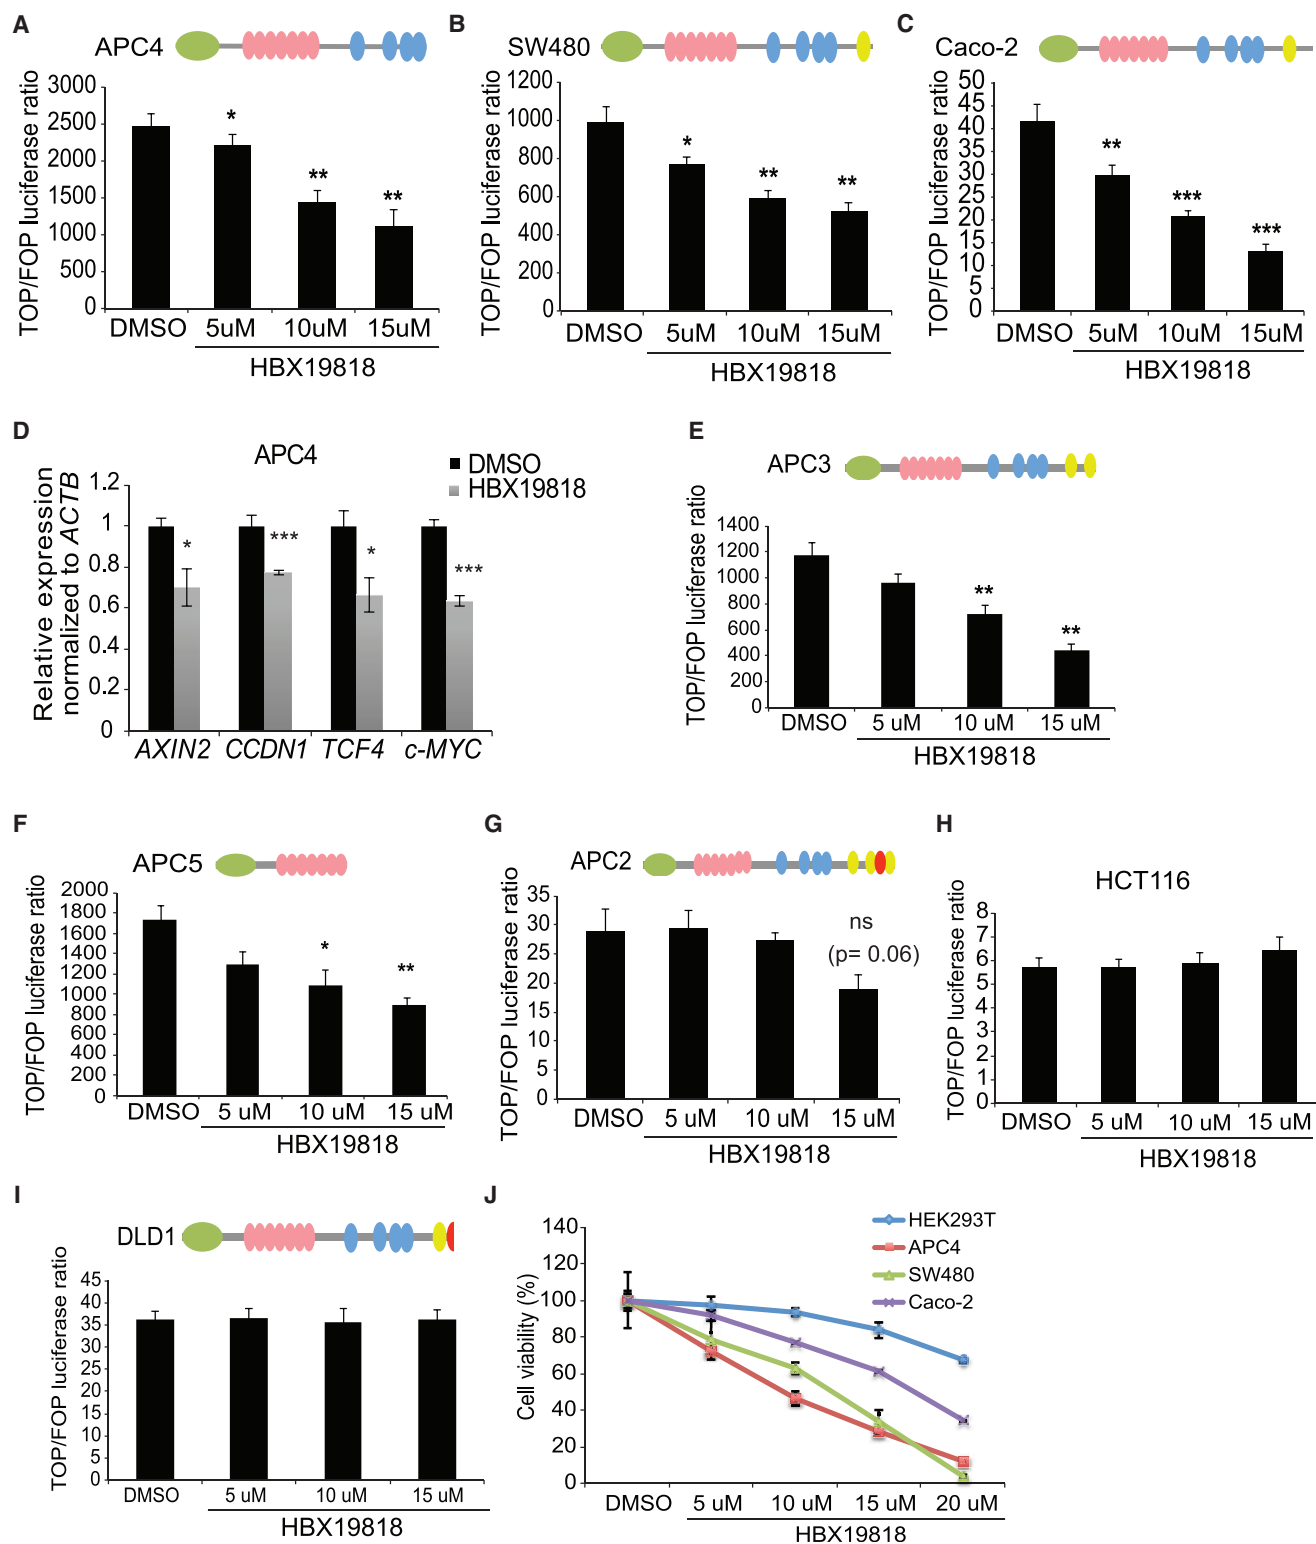 A
APC4
TOP/FOP luciferase ratio
3000
2500
2000
1500
1000
500
0
*
**
**
DMSO 5uM 10uM 15uM
HBX19818
B
SW480
TOP/FOP luciferase ratio
1200
1000
800
600
400
200
0
*
**
**
DMSO 5uM 10uM 15uM
HBX19818
C
Caco-2
TOP/FOP luciferase ratio
50
45
40
35
30
25
20
15
10
5
0
**
***
***
DMSO 5uM 10uM 15uM
HBX19818
D
APC4
DMSO
HBX19818
Relative expression
normalized to ACTB
1.2
1
0.8
0.6
0.4
0.2
0
*
***
*
***
AXIN2 CCDN1 TCF4 c-MYC
E
APC3
TOP/FOP luciferase ratio
1400
1200
1000
800
600
400
200
0
**
**
DMSO 5 uM 10 uM 15 uM
HBX19818
F
APC5
TOP/FOP luciferase ratio
2000
1800
1600
1400
1200
1000
800
600
400
200
0
*
**
DMSO 5 uM 10 uM 15 uM
HBX19818
G
APC2
TOP/FOP luciferase ratio
35
30
25
20
15
10
5
0
ns
(p= 0.06)
DMSO 5 uM 10 uM 15 uM
HBX19818
H
HCT116
TOP/FOP luciferase ratio
8
7
6
5
4
3
2
1
0
DMSO 5 uM 10 uM 15 uM
HBX19818
I
DLD1
TOP/FOP luciferase ratio
45
40
35
30
25
20
15
10
5
0
DMSO 5 uM 10 uM 15 uM
HBX19818
J
HEK293T
APC4
SW480
Caco-2
Cell viability (%)
140
120
100
80
60
40
20
0
DMSO 5 uM 10 uM 15 uM 20 uM
HBX19818